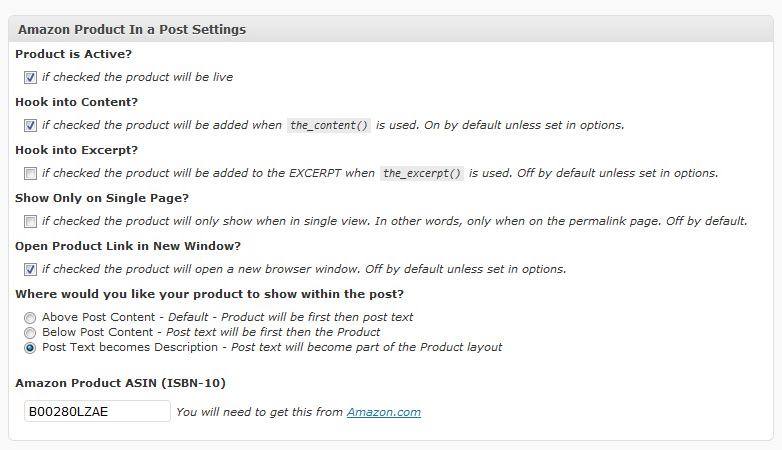 Amazon Product In a Post Settings
Product is Active?
if checked the product will be live
Hook into Content?
if checked the product will be added when the_content() is used. On by default unless set in options.
Hook into Excerpt?
if checked the product will be added to the EXCERPT when the_excerpt() is used. Off by default unless set in options.
Show Only on Single Page?
if checked the product will only show when in single view. In other words, only when on the permalink page. Off by default.
Open Product Link in New Window?
if checked the product will open a new browser window. Off by default unless set in options.
Where would you like your product to show within the post?
Above Post Content - Default - Product will be first then post text
Below Post Content - Post text will be first then the Product
Post Text becomes Description - Post text will become part of the Product layout
Amazon Product ASIN (ISBN-10)
B00280LZAE You will need to get this from Amazon.com